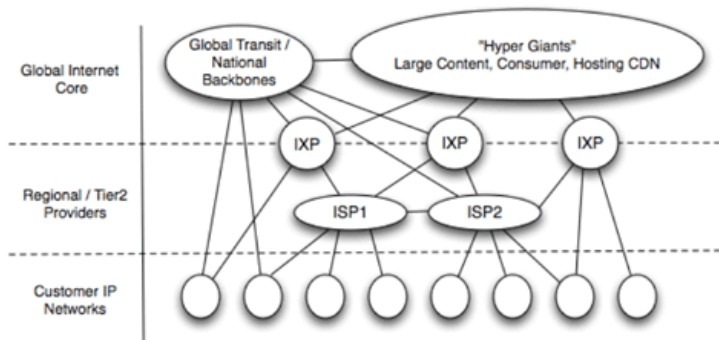 Global Internet
Core
Global Transit /
National
Backbones
"Hyper Giants"
Large Content, Consumer, Hosting CDN
IXP
IXP
IXP
Regional / Tier2
Providers
ISP1
ISP2
Customer IP
Networks